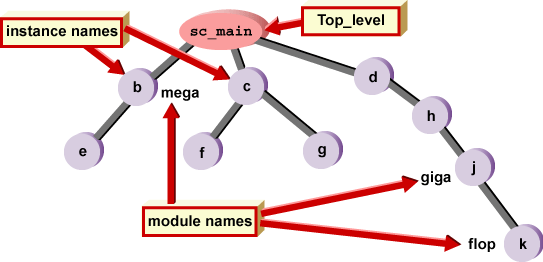 instance names
sc_main
Top_level
b
mega
c
d
h
e
f
g
j
giga
module names
flop
k